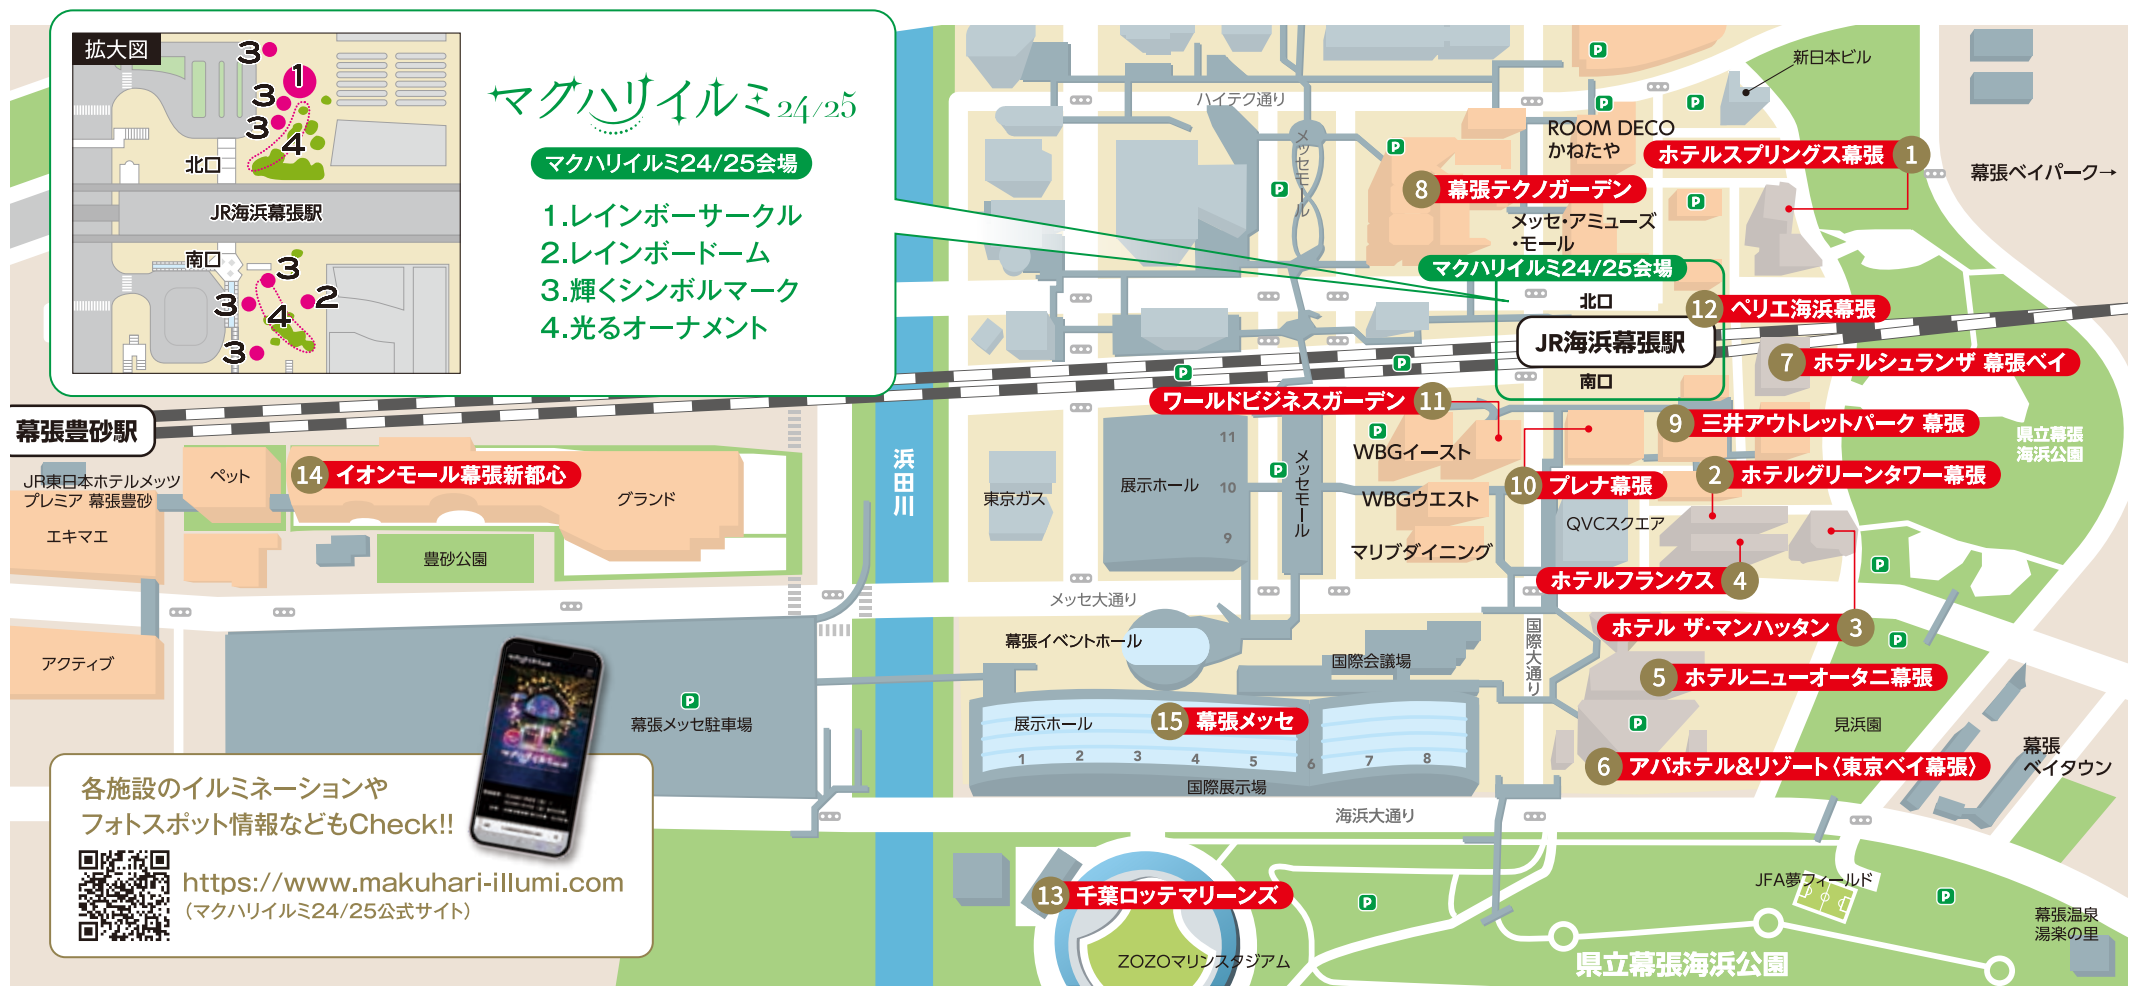 拡大図
3
1
3
3
4
北口
JR海浜幕張駅
南口
3
3
2
4
3
マクハリイルミ24/25
マクハリイルミ24/25会場
1.レインボーサークル
2.レインボードーム
3.輝くシンボルマーク
4.光るオーナメント
ハイテク通り
メッセモール
P
新日本ビル
ROOM DECO
かねたや
ホテルスプリングス幕張 1
幕張ベイパーク→
8 幕張テクノガーデン
メッセ・アミューズ
・モール
マクハリイルミ24/25会場
北口
12 ペリエ海浜幕張
JR海浜幕張駅
南口
7 ホテルシュランザ 幕張ベイ
ワールドビジネスガーデン 11
9 三井アウトレットパーク 幕張
県立幕張
海浜公園
幕張豊砂駅
JR東日本ホテルメッツ
プレミア 幕張豊砂
エキマエ
ペット
14 イオンモール幕張新都心
グランド
豊砂公園
アクティブ
浜田川
東京ガス
展示ホール
11
10
9
メッセモール
WBGイースト
WBGウエスト
マリブダイニング
10 プレナ幕張
2 ホテルグリーンタワー幕張
QVCスクエア
ホテルフランクス 4
ホテル ザ・マンハッタン 3
メッセ大通り
幕張イベントホール
国際会議場
国際大通り
5 ホテルニューオータニ幕張
幕張メッセ駐車場
展示ホール
15 幕張メッセ
1 2 3 4 5 6 7 8
国際展示場
見浜園
6 アパホテル&リゾート〈東京ベイ幕張〉
幕張
ベイタウン
海浜大通り
各施設のイルミネーションや
フォトスポット情報などもCheck!!
https://www.makuhari-illumi.com
（マクハリイルミ24/25公式サイト）
13 千葉ロッテマリーンズ
ZOZOマリンスタジアム
JFA夢フィールド
県立幕張海浜公園
幕張温泉
湯楽の里